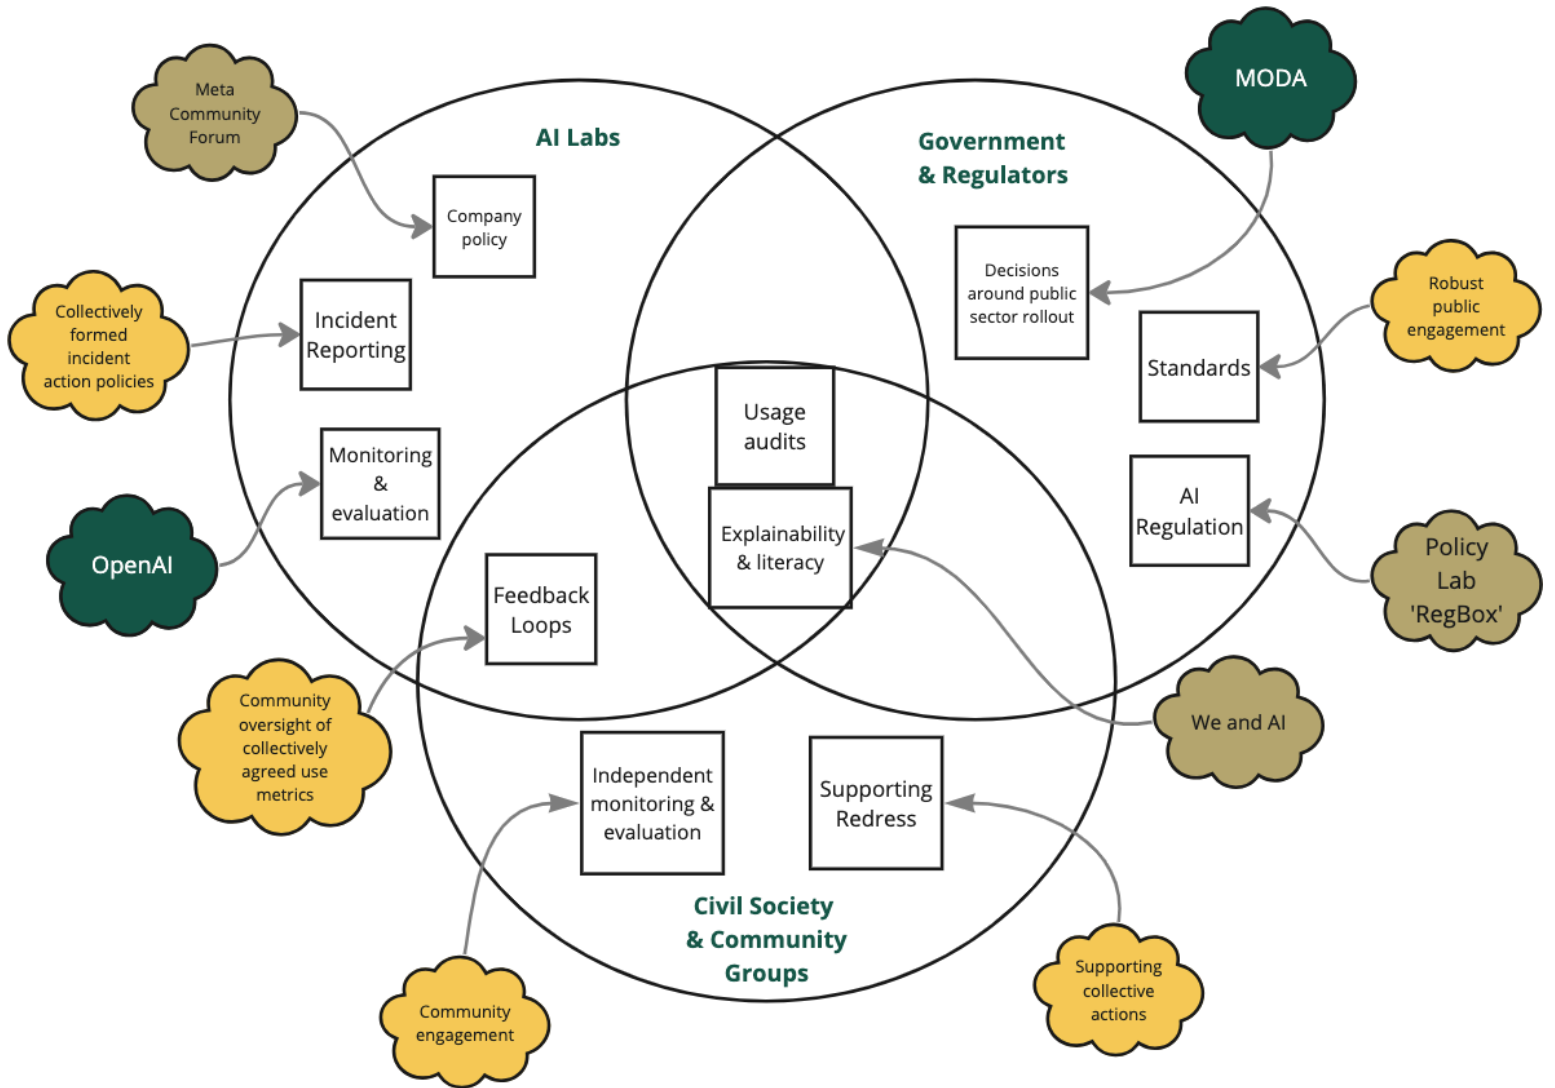 MODA
Meta
Community
Forum
AI Labs
Government
& Regulators
Company
policy
Decisions
around public
sector rollout
Robust
public
engagement
Collectively
formed
incident
action policies
Incident
Reporting
Standards
Usage
audits
Monitoring
&
evaluation
AI
Regulation
Explainability
& literacy
OpenAI
Policy
Lab
'RegBox'
Feedback
Loops
Community
oversight of
collectively
agreed use
metrics
We and AI
Independent
monitoring &
evaluation
Supporting
Redress
Civil Society
& Community
Groups
Community
engagement
Supporting
collective
actions